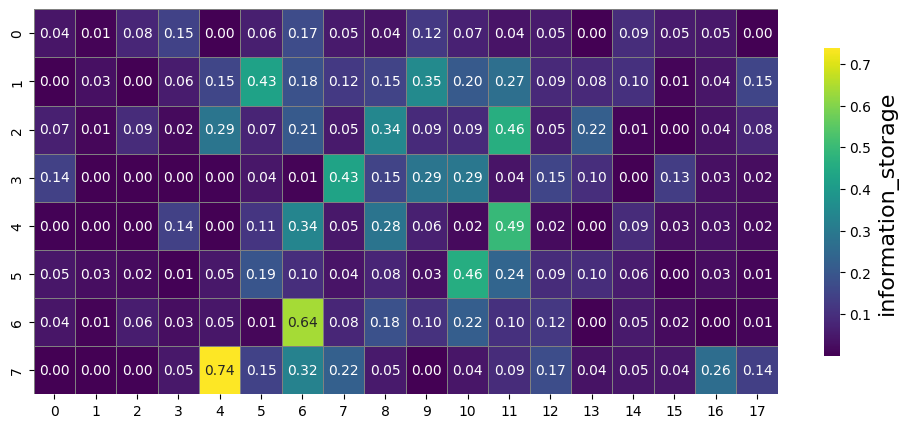 0 0.04 0.01 0.08 0.15 0.00 0.06 0.17 0.05 0.04 0.12 0.07 0.04 0.05 0.00 0.09 0.05 0.05 0.00
1 0.00 0.03 0.00 0.06 0.15 0.43 0.18 0.12 0.15 0.35 0.20 0.27 0.09 0.08 0.10 0.01 0.04 0.15
2 0.07 0.01 0.09 0.02 0.29 0.07 0.21 0.05 0.34 0.09 0.09 0.46 0.05 0.22 0.01 0.00 0.04 0.08
3 0.14 0.00 0.00 0.00 0.00 0.04 0.01 0.43 0.15 0.29 0.29 0.04 0.15 0.10 0.00 0.13 0.03 0.02
4 0.00 0.00 0.00 0.14 0.00 0.11 0.34 0.05 0.28 0.06 0.02 0.49 0.02 0.00 0.09 0.03 0.03 0.02
5 0.05 0.03 0.02 0.01 0.05 0.19 0.10 0.04 0.08 0.03 0.46 0.24 0.09 0.10 0.06 0.00 0.03 0.01
6 0.04 0.01 0.06 0.03 0.05 0.01 0.64 0.08 0.18 0.10 0.22 0.10 0.12 0.00 0.05 0.02 0.00 0.01
7 0.00 0.00 0.00 0.05 0.74 0.15 0.32 0.22 0.05 0.00 0.04 0.09 0.17 0.04 0.05 0.04 0.26 0.14
0 1 2 3 4 5 6 7 8 9 10 11 12 13 14 15 16 17
0.7
0.6
0.5
0.4
0.3
0.2
0.1
information_storage